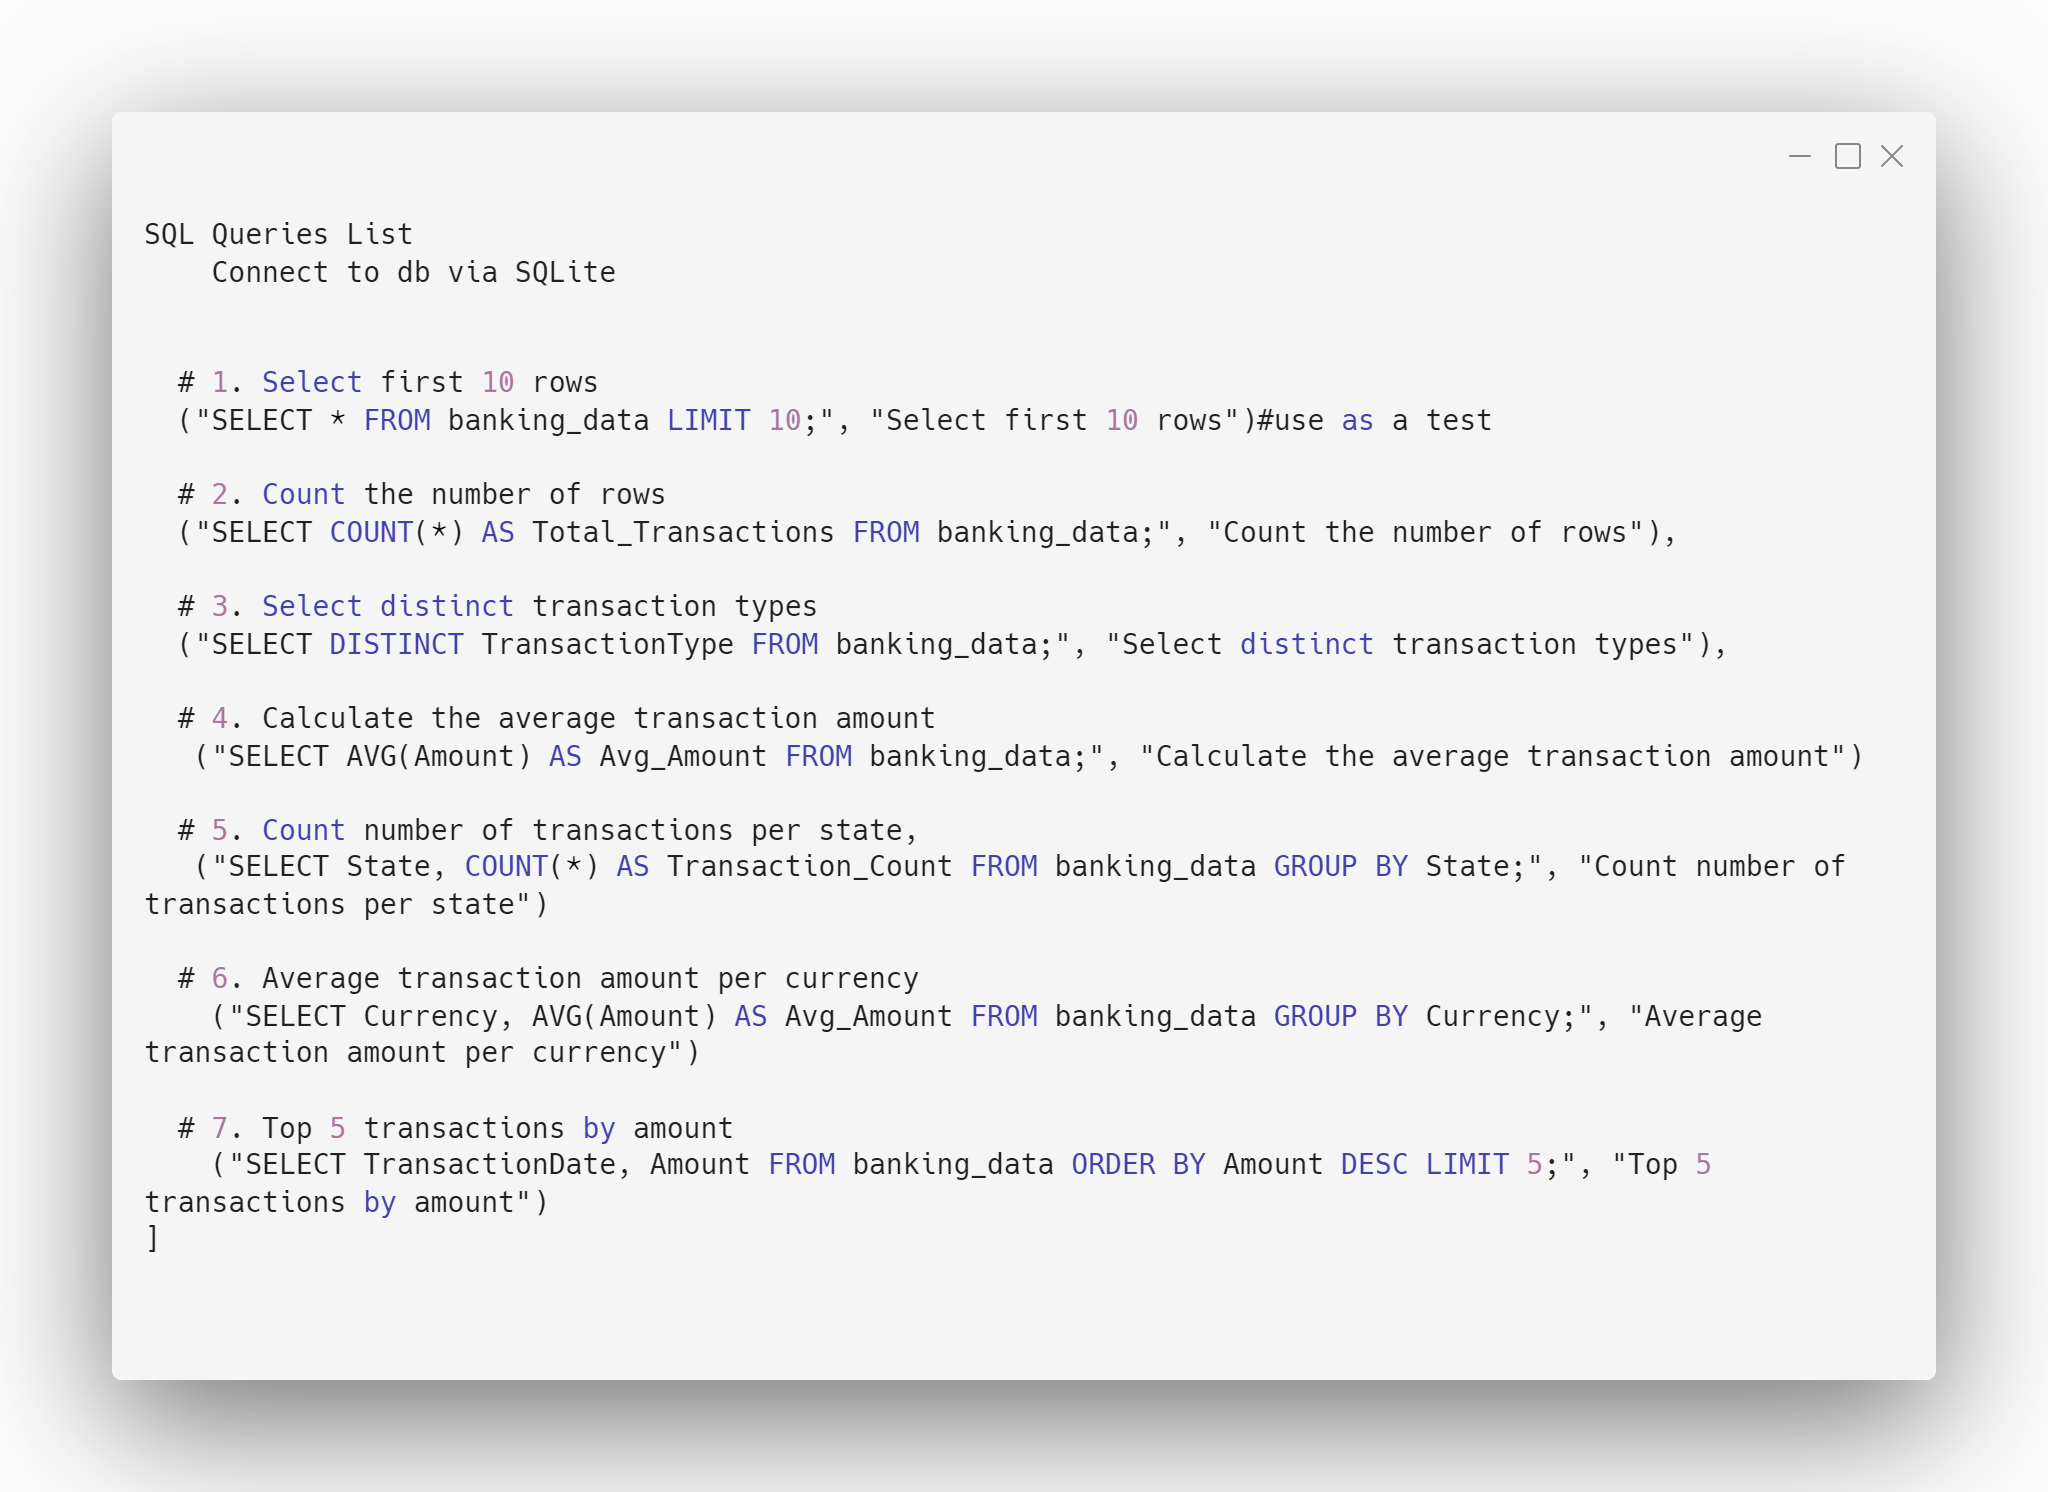 SQL Queries List
Connect to db via SQLite
# 1. Select first 10 rows
("SELECT * FROM banking_data LIMIT 10;", "Select first 10 rows")#use as a test
# 2. Count the number of rows
("SELECT COUNT(*) AS Total_Transactions FROM banking_data;", "Count the number of rows"),
# 3. Select distinct transaction types
("SELECT DISTINCT TransactionType FROM banking_data;", "Select distinct transaction types"),
# 4. Calculate the average transaction amount
("SELECT AVG(Amount) AS Avg_Amount FROM banking_data;", "Calculate the average transaction amount")
# 5. Count number of transactions per state,
("SELECT State, COUNT(*) AS Transaction_Count FROM banking_data GROUP BY State;", "Count number of
transactions per state")
# 6. Average transaction amount per currency
("SELECT Currency, AVG(Amount) AS Avg_Amount FROM banking_data GROUP BY Currency;", "Average
transaction amount per currency")
# 7. Top 5 transactions by amount
("SELECT TransactionDate, Amount FROM banking_data ORDER BY Amount DESC LIMIT 5;", "Top 5
transactions by amount")
]